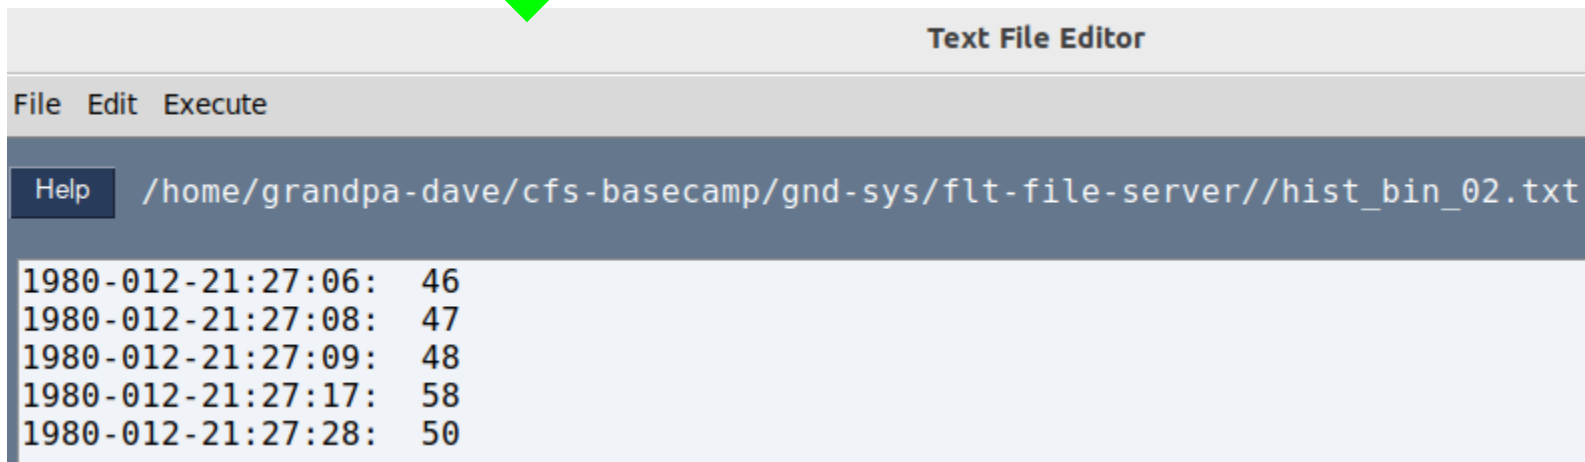 Text File Editor
File Edit Execute
Help /home/grandpa-dave/cfs-basecamp/gnd-sys/flt-file-server//hist_bin_02.txt
1980-012-21:27:06: 46
1980-012-21:27:08: 47
1980-012-21:27:09: 48
1980-012-21:27:17: 58
1980-012-21:27:28: 50